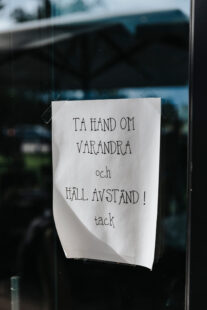 TA HAND OM
VARANDRA
och
HÅLL AVSTÅND !
tack